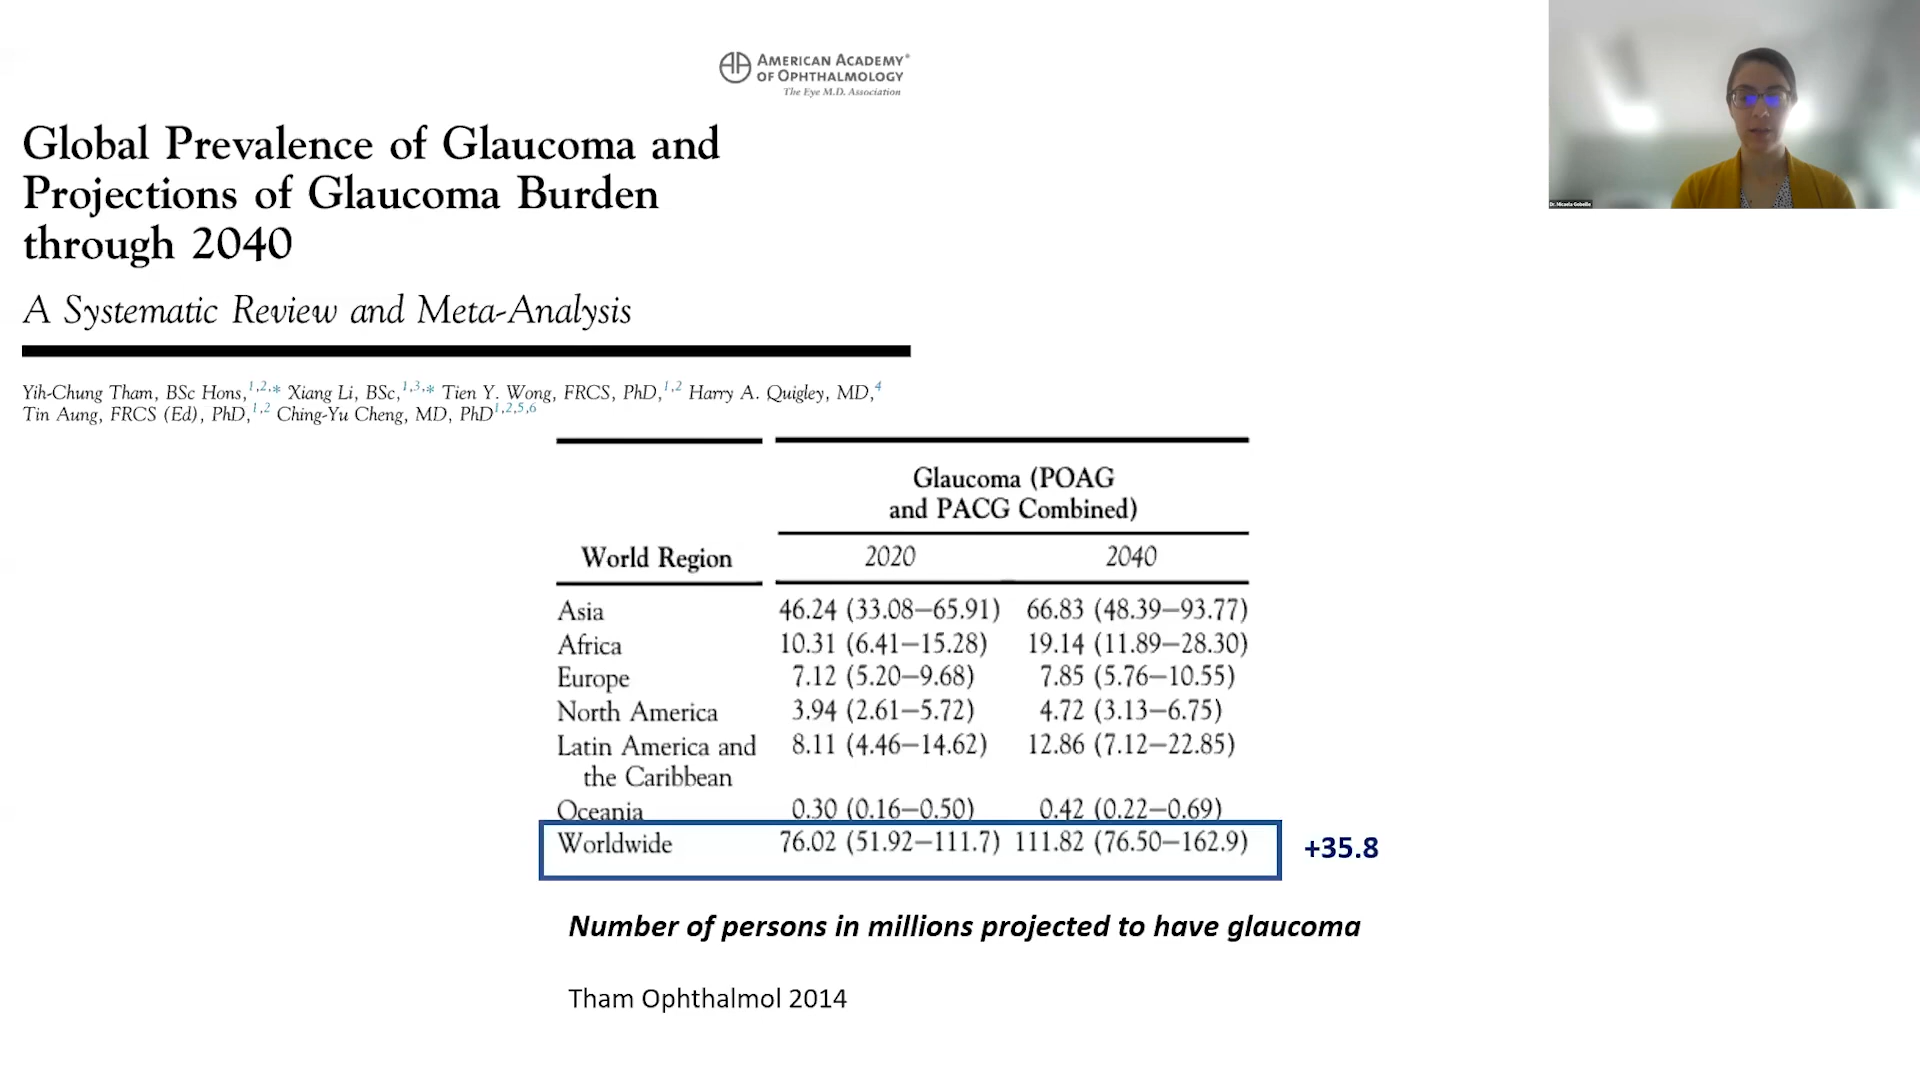 AMERICAN ACADEMY®
OF OPHTHALMOLOGY
The Eye M.D. Association
Global Prevalence of Glaucoma and
Projections of Glaucoma Burden
through 2040
A Systematic Review and Meta-Analysis
Yih-Chung Tham, BSc Hons,1,2,* Xiang Li, BSc,1,3,* Tien Y. Wong, FRCS, PhD,1,2 Harry A. Quigley, MD,4
Tin Aung, FRCS (Ed), PhD,1,2 Ching-Yu Cheng, MD, PhD1,2,5,6
Glaucoma (POAG
and PACG Combined)
World Region 2020 2040
Asia 46.24 (33.08–65.91) 66.83 (48.39–93.77)
Africa 10.31 (6.41–15.28) 19.14 (11.89–28.30)
Europe 7.12 (5.20–9.68) 7.85 (5.76–10.55)
North America 3.94 (2.61–5.72) 4.72 (3.13–6.75)
Latin America and 8.11 (4.46–14.62) 12.86 (7.12–22.85)
the Caribbean
Oceania 0.30 (0.16–0.50) 0.42 (0.22–0.69)
Worldwide 76.02 (51.92–111.7) 111.82 (76.50–162.9) +35.8
Number of persons in millions projected to have glaucoma
Tham Ophthalmol 2014
Dr. Micaela Gobeille